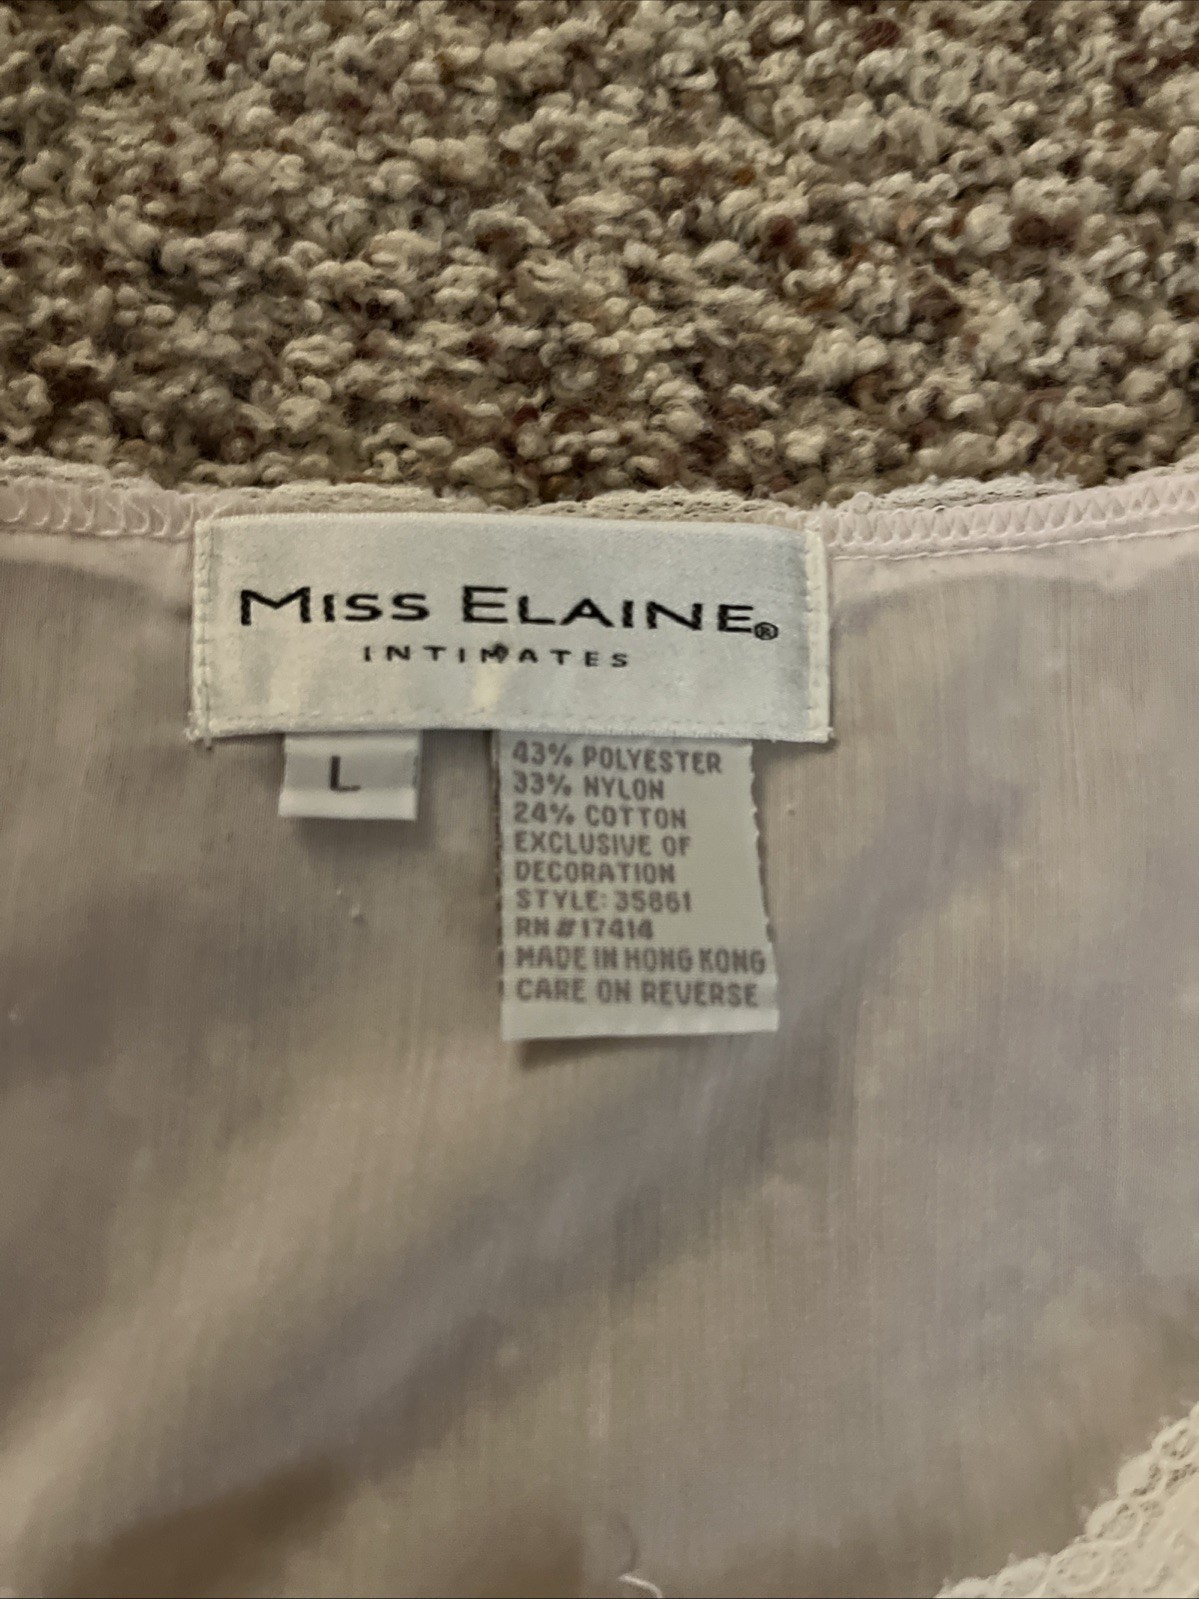 MISS ELAINE®
INTIMATES
L
43% POLYESTER
33% NYLON
24% COTTON
EXCLUSIVE OF
DECORATION
STYLE: 35861
RN #17414
MADE IN HONG KONG
CARE ON REVERSE